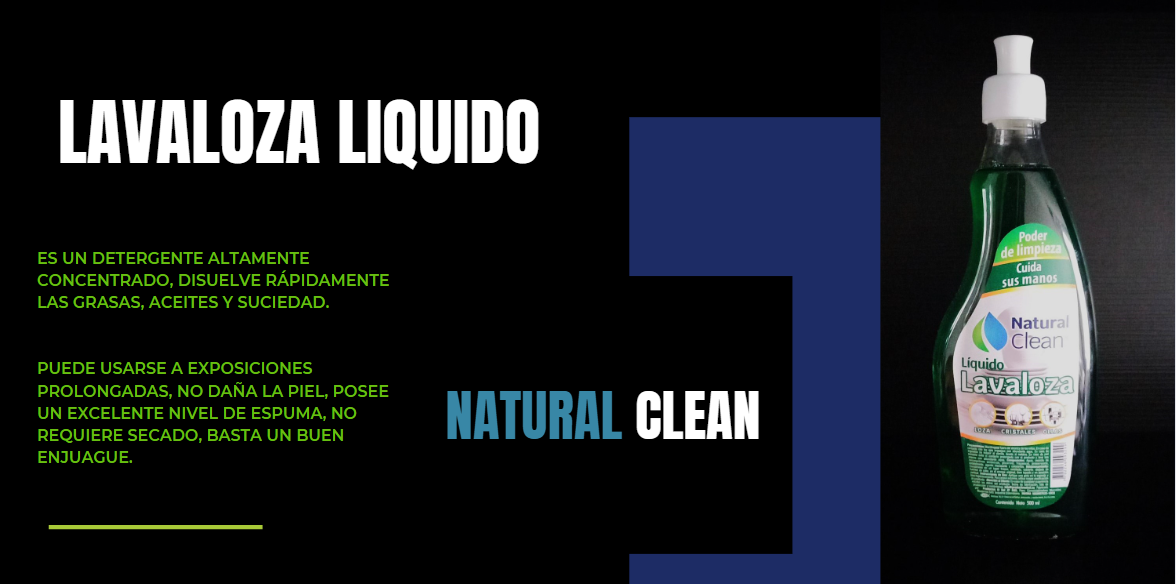 LAVALOZA LIQUIDO
ES UN DETERGENTE ALTAMENTE
CONCENTRADO, DISUELVE RÁPIDAMENTE
LAS GRASAS, ACEITES Y SUCIEDAD.
PUEDE USARSE A EXPOSICIONES
PROLONGADAS, NO DAÑA LA PIEL, POSEE
UN EXCELENTE NIVEL DE ESPUMA, NO
REQUIERE SECADO, BASTA UN BUEN
ENJUAGUE.
NATURAL CLEAN
Poder
de limpieza
Cuida
sus manos
Natural
Clean
Líquido
Lavaloza
LOZA CRISTALES
Contenido Neto 500 ml